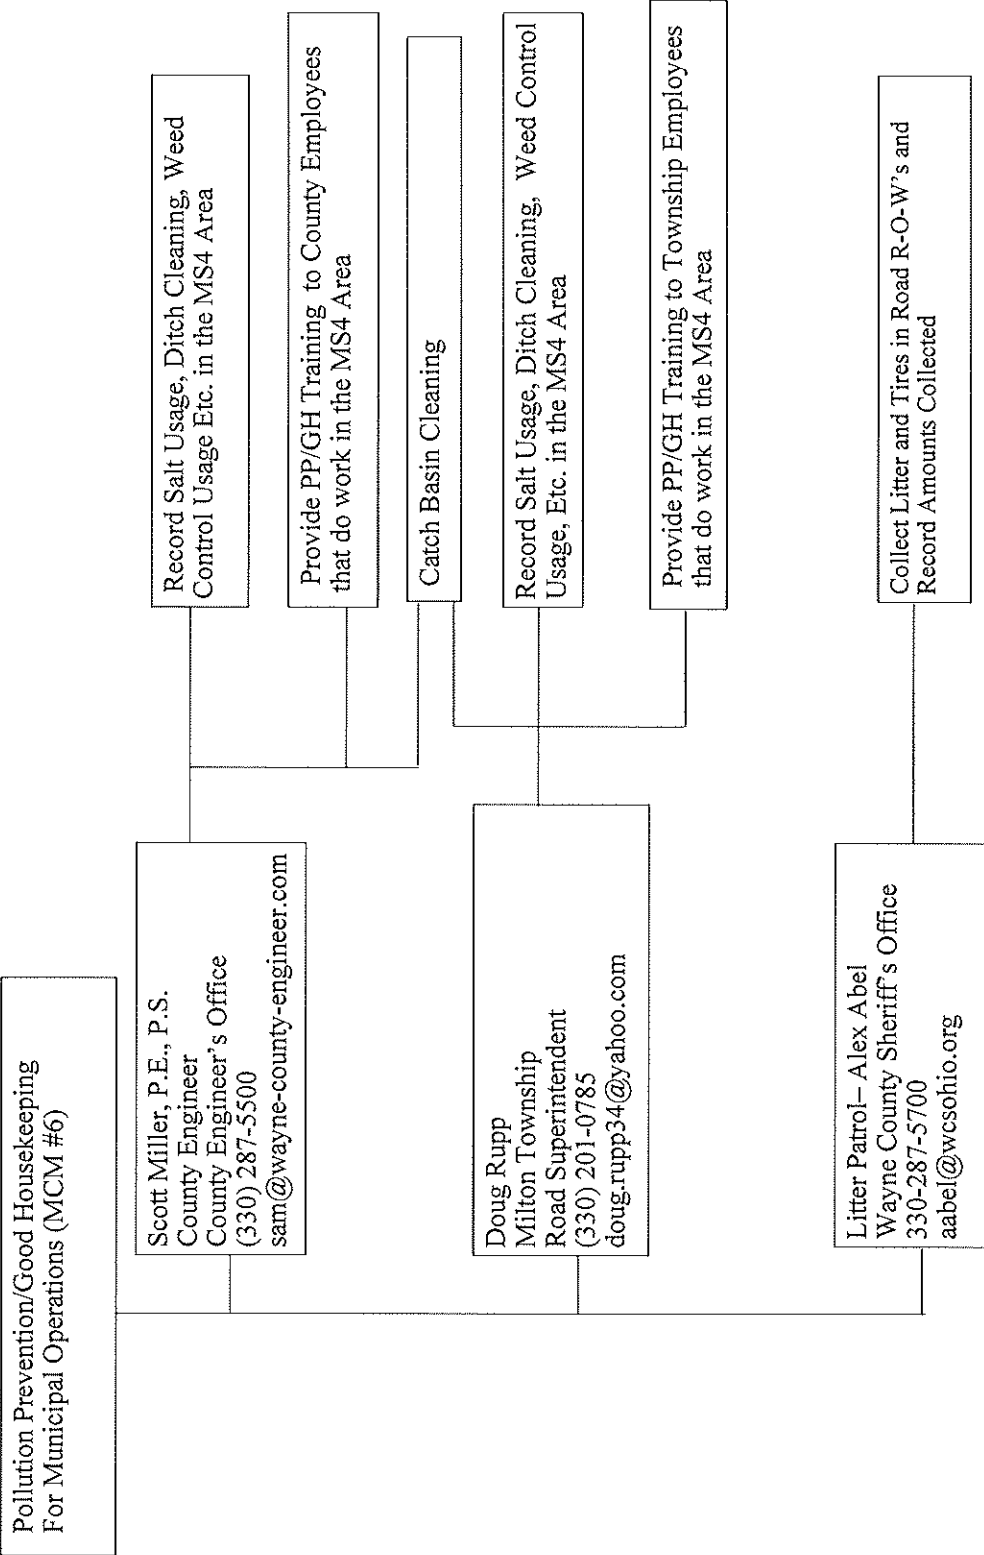 Pollution Prevention/Good Housekeeping
For Municipal Operations (MCM #6)
Scott Miller, P.E., P.S.
County Engineer
County Engineer's Office
(330) 287-5500
sam@wayne-county-engineer.com
Record Salt Usage, Ditch Cleaning, Weed
Control Usage Etc. in the MS4 Area
Provide PP/GH Training to County Employees
that do work in the MS4 Area
Catch Basin Cleaning
Doug Rupp
Milton Township
Road Superintendent
(330) 201-0785
doug.rupp34@yahoo.com
Record Salt Usage, Ditch Cleaning, Weed Control
Usage, Etc. in the MS4 Area
Provide PP/GH Training to Township Employees
that do work in the MS4 Area
Litter Patrol– Alex Abel
Wayne County Sheriff's Office
330-287-5700
aabel@wcsohio.org
Collect Litter and Tires in Road R-O-W's and
Record Amounts Collected